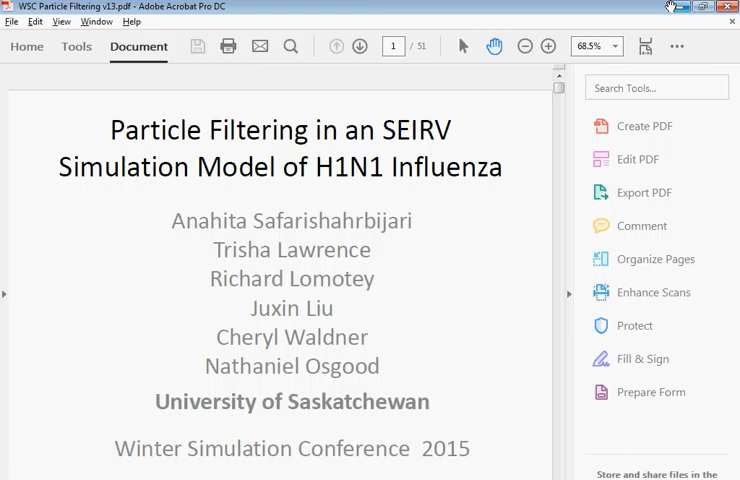 WSC Particle Filtering v13.pdf - Adobe Acrobat Pro DC
File Edit View Window Help
Home Tools Document 1 / 51 68.5%
Search Tools...
Particle Filtering in an SEIRV
Simulation Model of H1N1 Influenza
Anahita Safarishahrbijari
Trisha Lawrence
Richard Lomotey
Juxin Liu
Cheryl Waldner
Nathaniel Osgood
University of Saskatchewan
Winter Simulation Conference 2015
Create PDF
Edit PDF
Export PDF
Comment
Organize Pages
Enhance Scans
Protect
Fill & Sign
Prepare Form
Store and share files in the